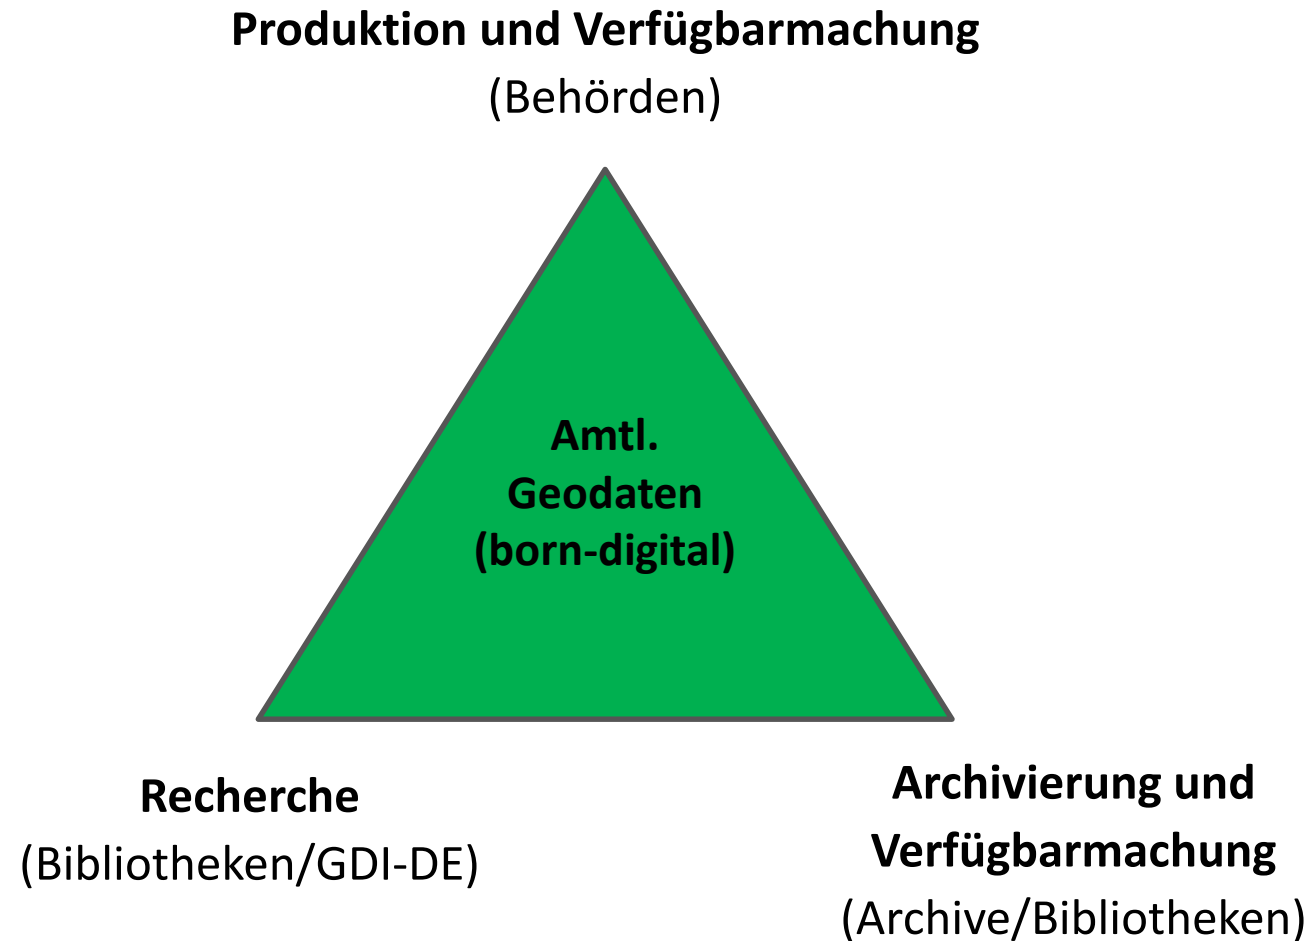 Produktion und Verfügbarmachung
(Behörden)
Amtl.
Geodaten
(born-digital)
Recherche
(Bibliotheken/GDI-DE)
Archivierung und
Verfügbarmachung
(Archive/Bibliotheken)